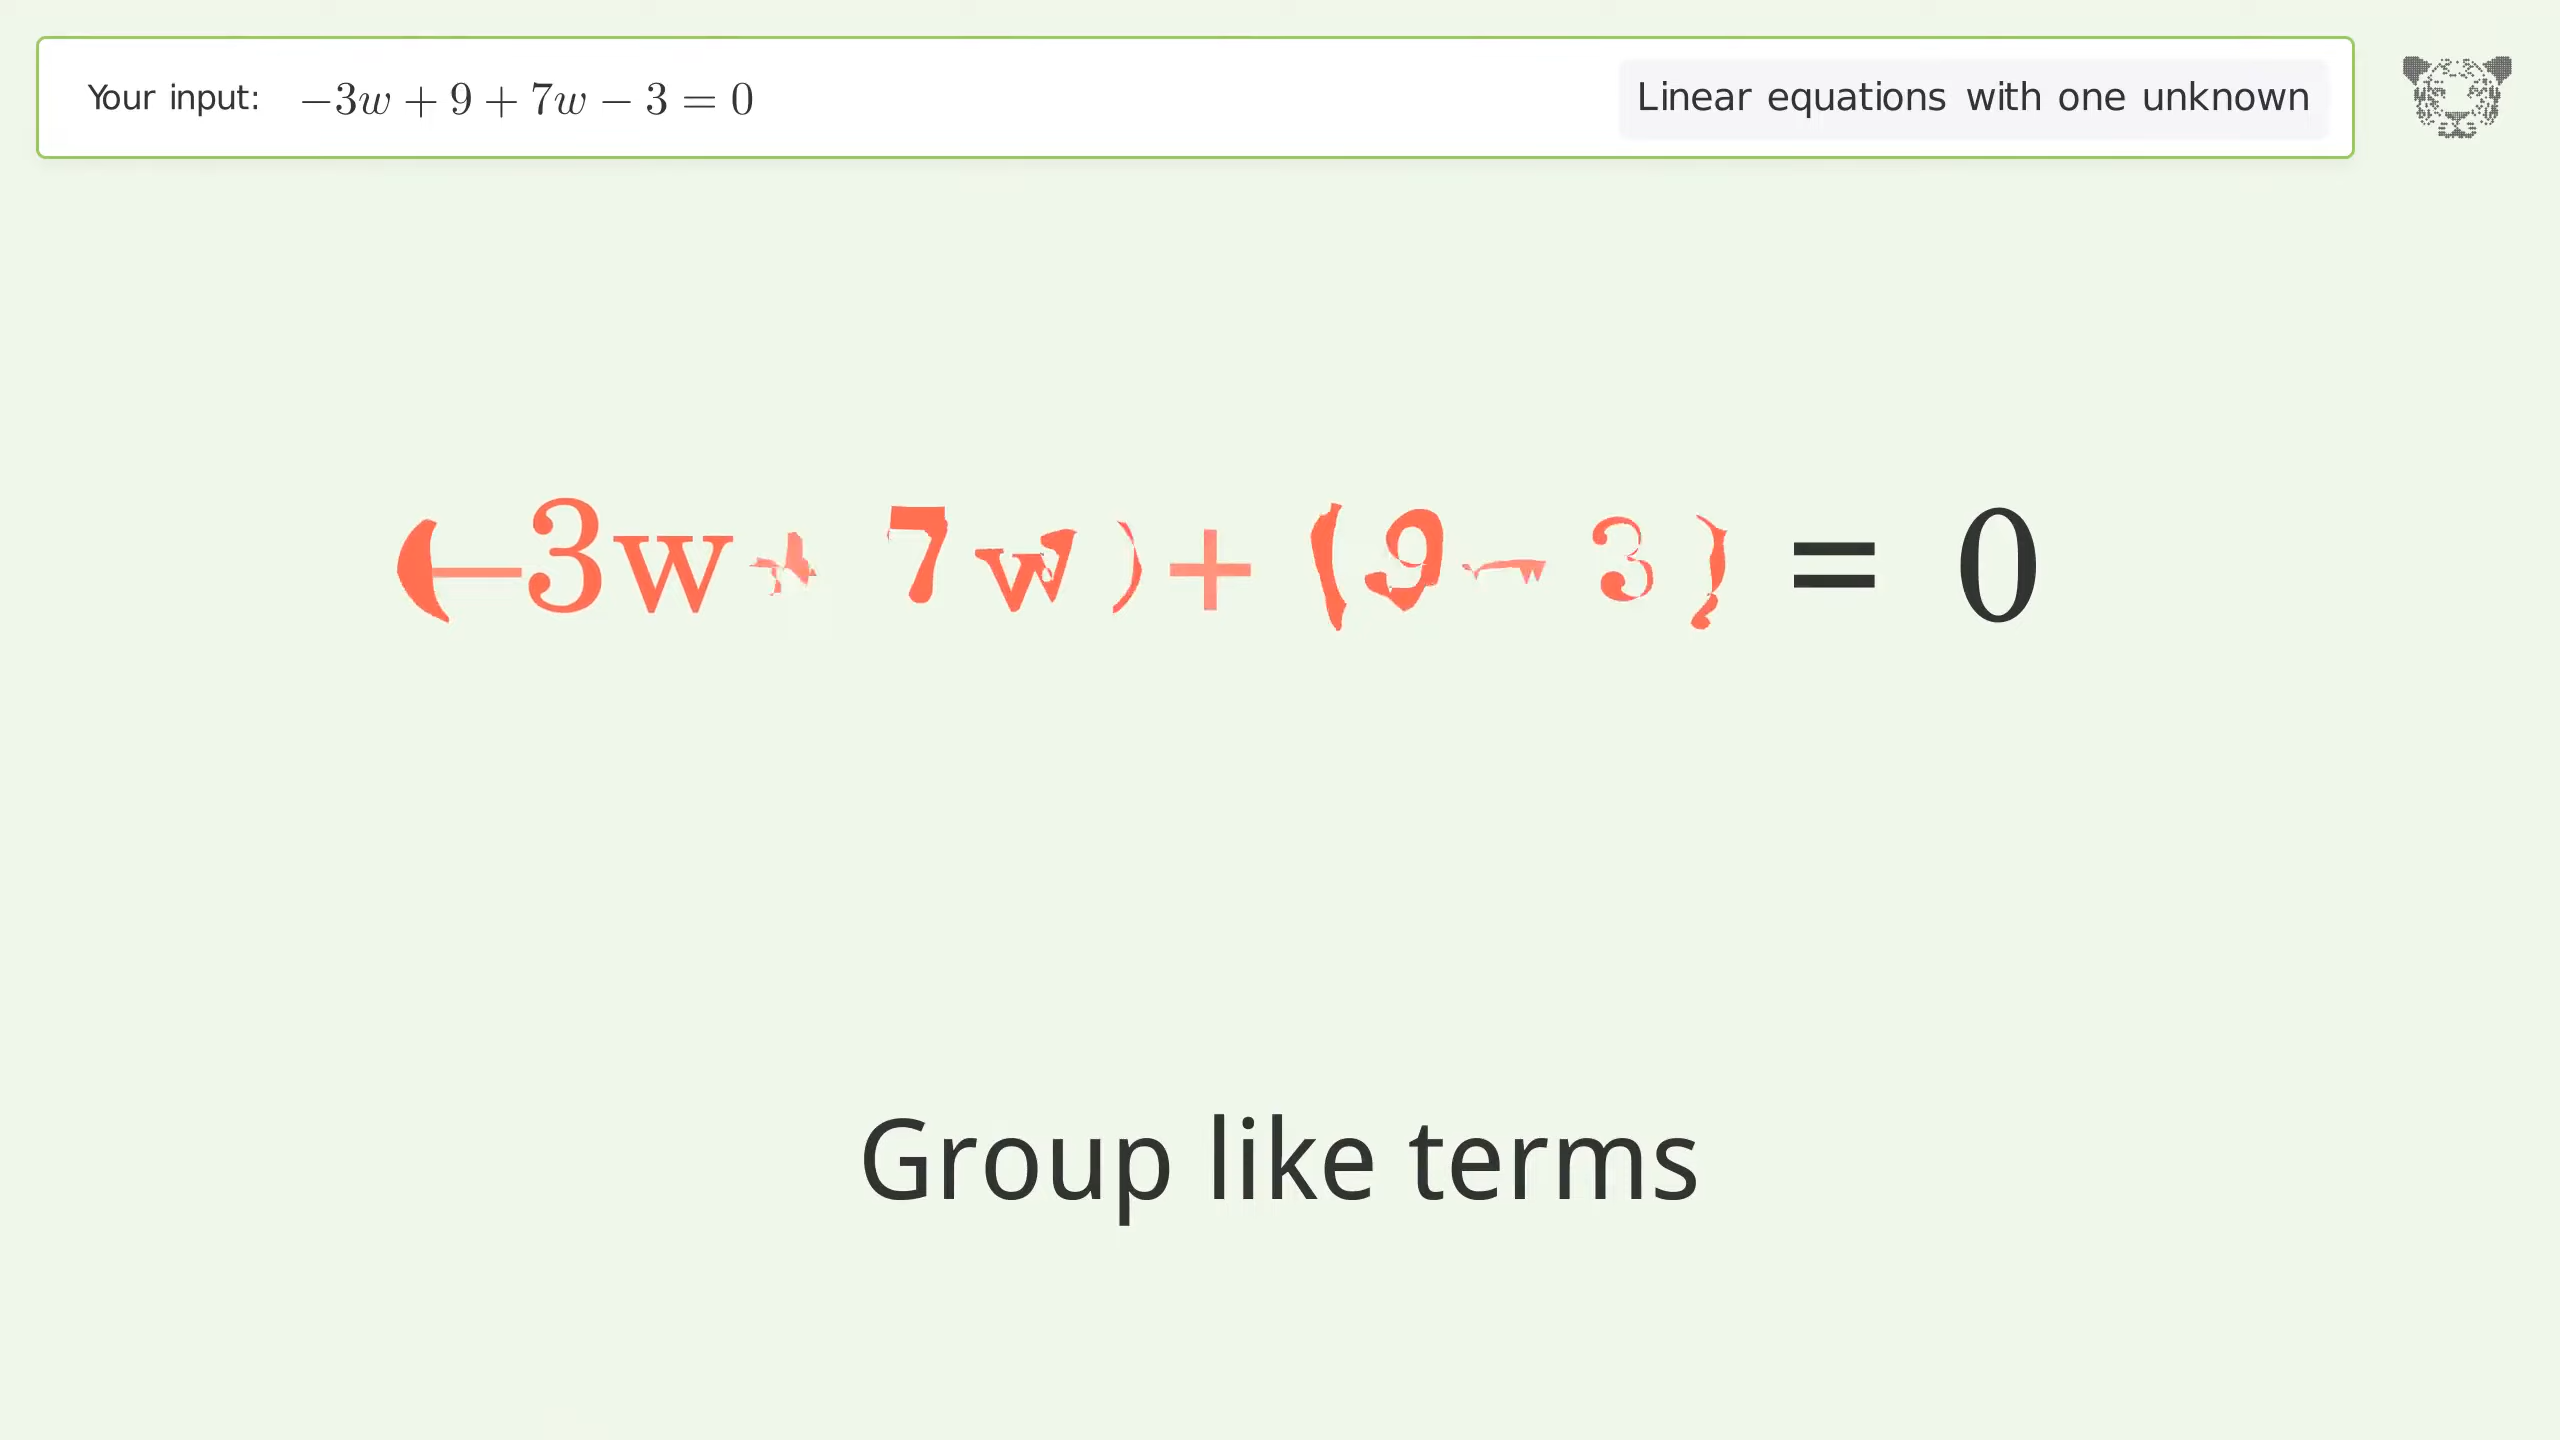 Your input: −3w + 9 + 7w − 3 = 0
Linear equations with one unknown
(−3w + 7w) + (9 − 3) = 0
Group like terms